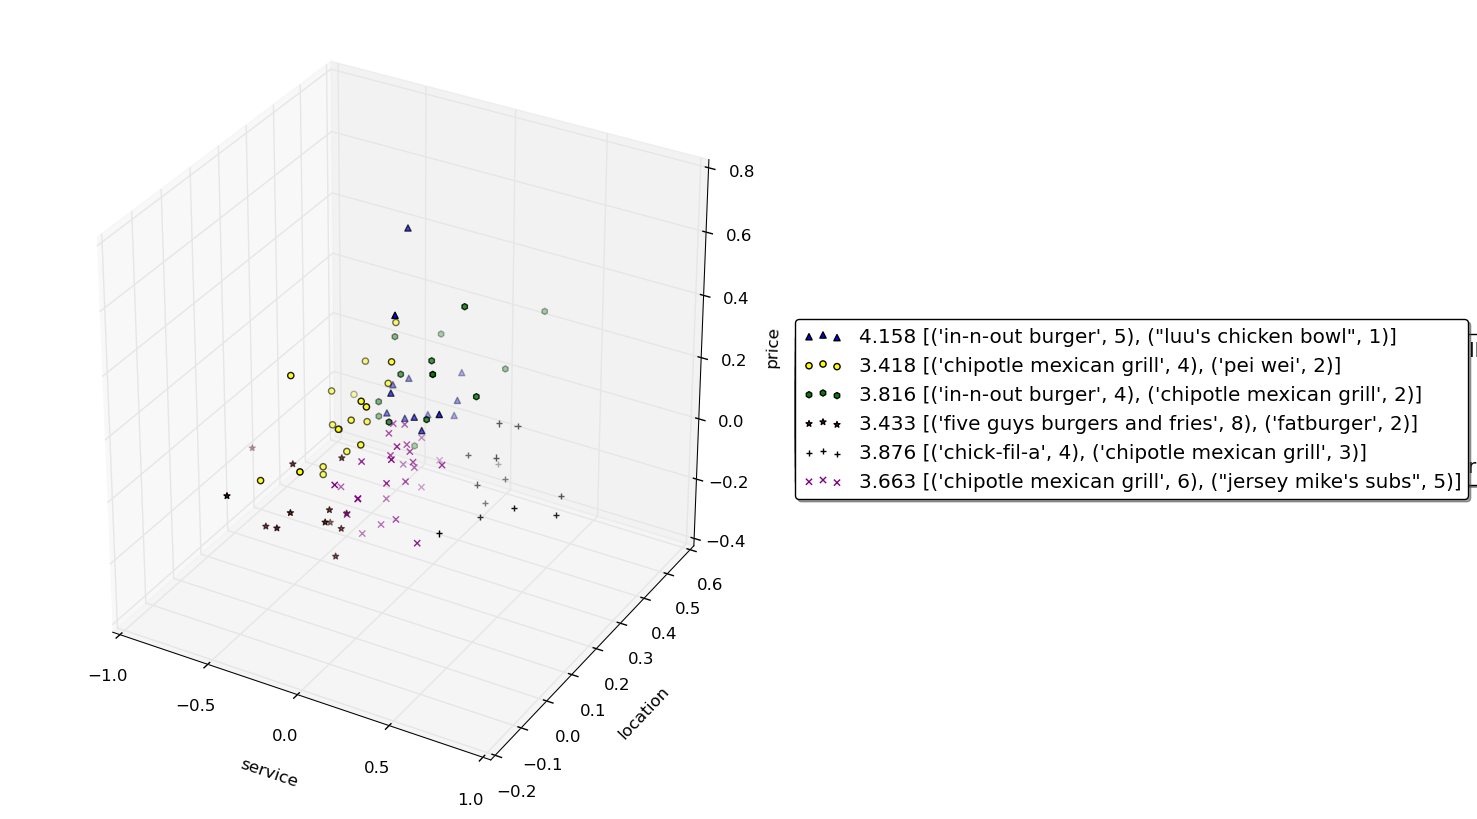 0.8
0.6
0.4
0.2
0.0
−0.2
−0.4
price
4.158 [('in-n-out burger', 5), ("luu's chicken bowl", 1)]
3.418 [('chipotle mexican grill', 4), ('pei wei', 2)]
3.816 [('in-n-out burger', 4), ('chipotle mexican grill', 2)]
3.433 [('five guys burgers and fries', 8), ('fatburger', 2)]
3.876 [('chick-fil-a', 4), ('chipotle mexican grill', 3)]
3.663 [('chipotle mexican grill', 6), ("jersey mike's subs", 5)]
0.6
0.5
0.4
0.3
0.2
0.1
0.0
−0.1
−0.2
location
−1.0
−0.5
0.0
0.5
1.0
service